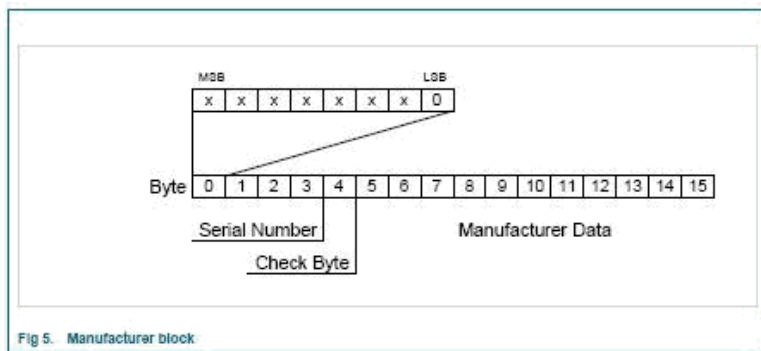 MSB LSB
x x x x x x x 0
Byte 0 1 2 3 4 5 6 7 8 9 10 11 12 13 14 15
Serial Number Manufacturer Data
Check Byte
Fig 5. Manufacturer block